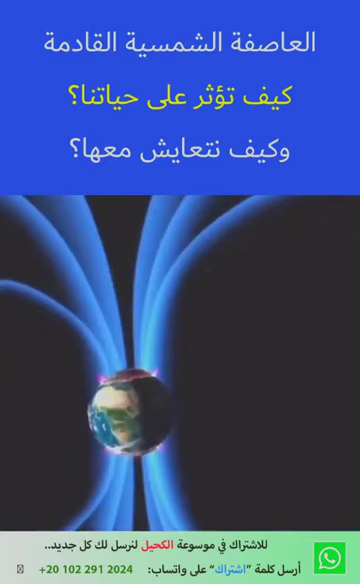 العاصفة الشمسية القادمة
كيف تؤثر على حياتنا؟
وكيف نتعايش معها؟
للاشتراك في موسوعة الكحيل لنرسل لك كل جديد..
أرسل كلمة “اشتراك” على واتساب: +20 102 291 2024